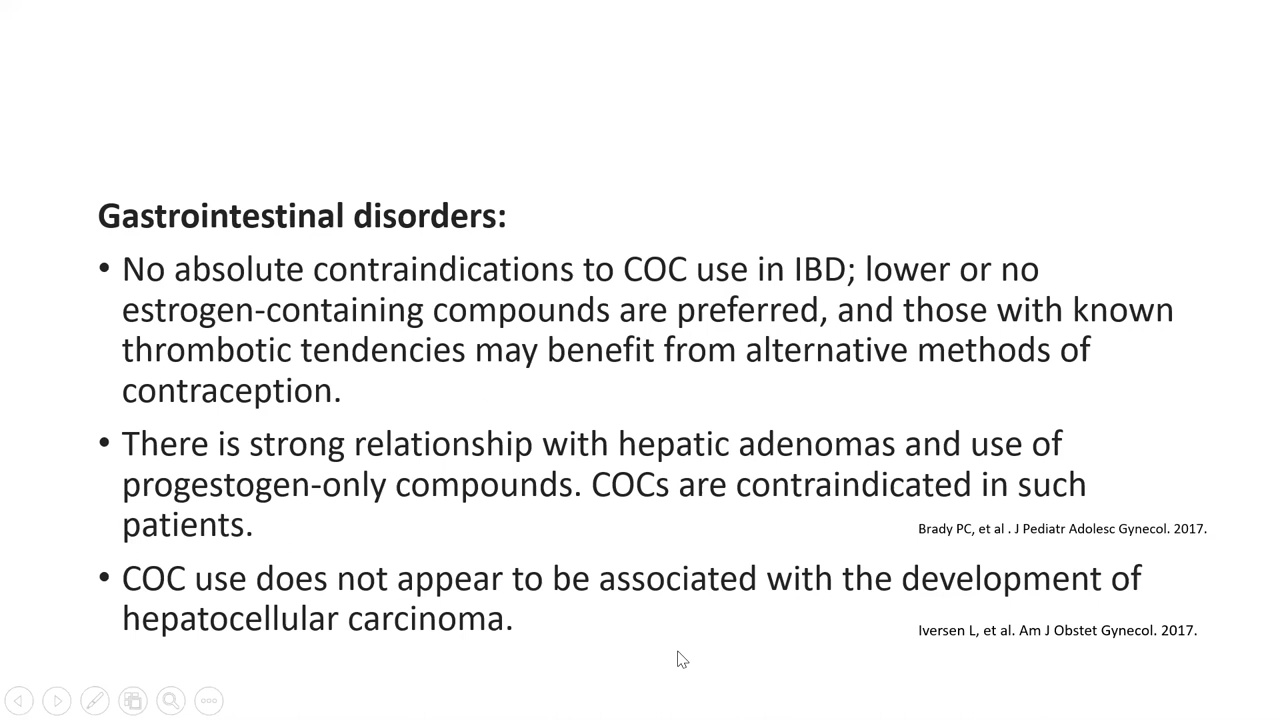 Gastrointestinal disorders:
• No absolute contraindications to COC use in IBD; lower or no
estrogen-containing compounds are preferred, and those with known
thrombotic tendencies may benefit from alternative methods of
contraception.
• There is strong relationship with hepatic adenomas and use of
progestogen-only compounds. COCs are contraindicated in such
patients.
Brady PC, et al . J Pediatr Adolesc Gynecol. 2017.
• COC use does not appear to be associated with the development of
hepatocellular carcinoma.
Iversen L, et al. Am J Obstet Gynecol. 2017.